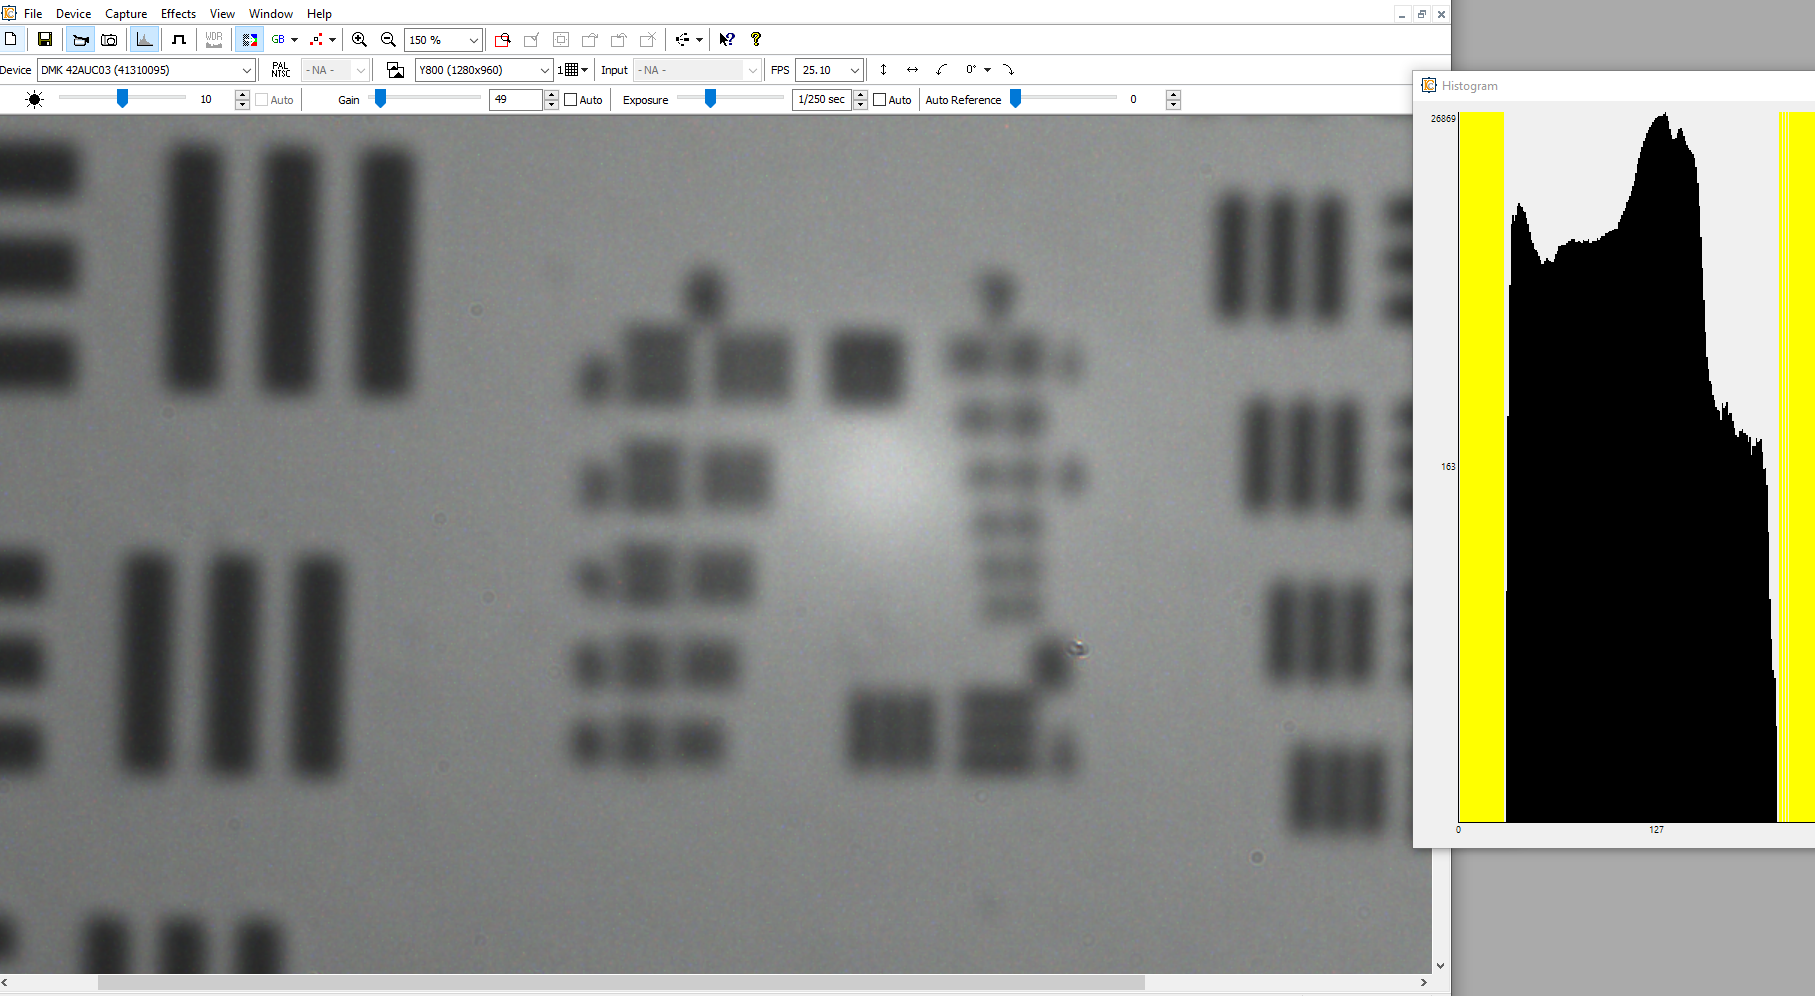 File Device Capture Effects View Window Help
WDR GB 150 %
Device DMK 42AUC03 (41310095) PAL NTSC - NA - Y800 (1280x960) 1 Input - NA - FPS 25.10 0°
10 Auto Gain 49 Auto Exposure 1/250 sec Auto Auto Reference 0
Histogram
26869
163
0 127